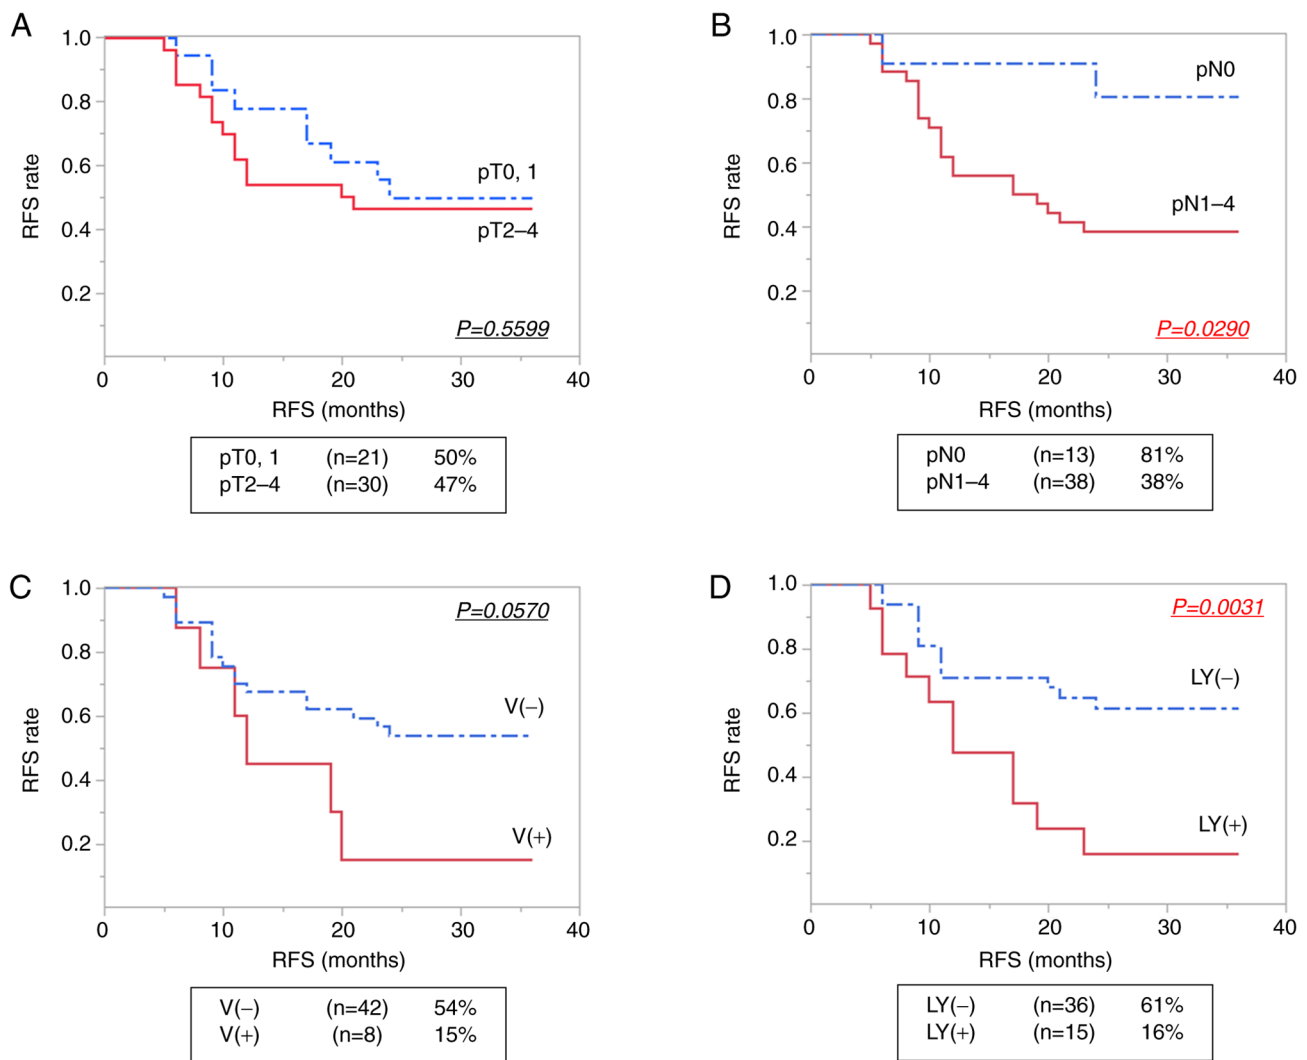 A
1.0
0.8
0.6
0.4
0.2
RFS rate
pT0, 1
pT2–4
P=0.5599
0 10 20 30 40
RFS (months)
pT0, 1 (n=21) 50%
pT2–4 (n=30) 47%
B
1.0
0.8
0.6
0.4
0.2
RFS rate
pN0
pN1–4
P=0.0290
0 10 20 30 40
RFS (months)
pN0 (n=13) 81%
pN1–4 (n=38) 38%
C
1.0
0.8
0.6
0.4
0.2
RFS rate
P=0.0570
V(−)
V(+)
0 10 20 30 40
RFS (months)
V(−) (n=42) 54%
V(+) (n=8) 15%
D
1.0
0.8
0.6
0.4
0.2
RFS rate
P=0.0031
LY(−)
LY(+)
0 10 20 30 40
RFS (months)
LY(−) (n=36) 61%
LY(+) (n=15) 16%